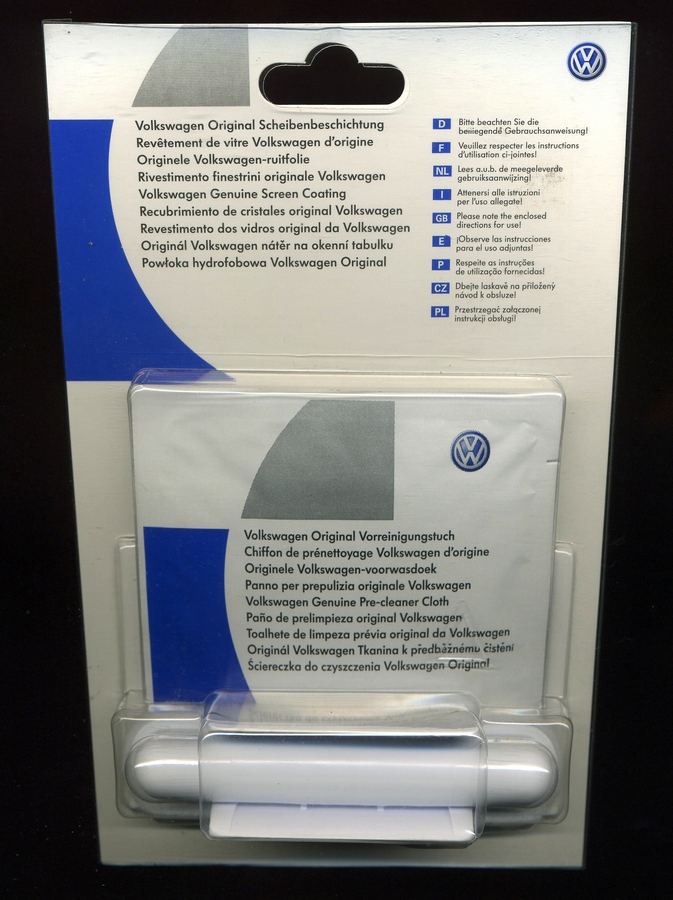 VW
Volkswagen Original Scheibenbeschichtung
Revêtement de vitre Volkswagen d'origine
Originele Volkswagen-ruitfolie
Rivestimento finestrini originale Volkswagen
Volkswagen Genuine Screen Coating
Recubrimiento de cristales original Volkswagen
Revestimento dos vidros original da Volkswagen
Originál Volkswagen nátěr na okenní tabulku
Powłoka hydrofobowa Volkswagen Original
D Bitte beachten Sie die
beiliegende Gebrauchsanweisung!
F Veuillez respecter les instructions
d'utilisation ci-jointes!
NL Lees a.u.b. de meegeleverde
gebruiksaanwijzing!
I Attenersi alle istruzioni
per l'uso allegate!
GB Please note the enclosed
directions for use!
E ¡Observe las instrucciones
para el uso adjuntas!
P Respeite as instruções
de utilização fornecidas!
CZ Dbejte laskavě na přiložený
návod k obsluze!
PL Przestrzegać załączonej
instrukcji obsługi!
VW
Volkswagen Original Vorreinigungstuch
Chiffon de prénettoyage Volkswagen d'origine
Originele Volkswagen-voorwasdoek
Panno per prepulizia originale Volkswagen
Volkswagen Genuine Pre-cleaner Cloth
Paño de prelimpieza original Volkswagen
Toalhete de limpeza prévia original da Volkswagen
Originál Volkswagen Tkanina k předběžnému čistění
Ściereczka do czyszczenia Volkswagen Original